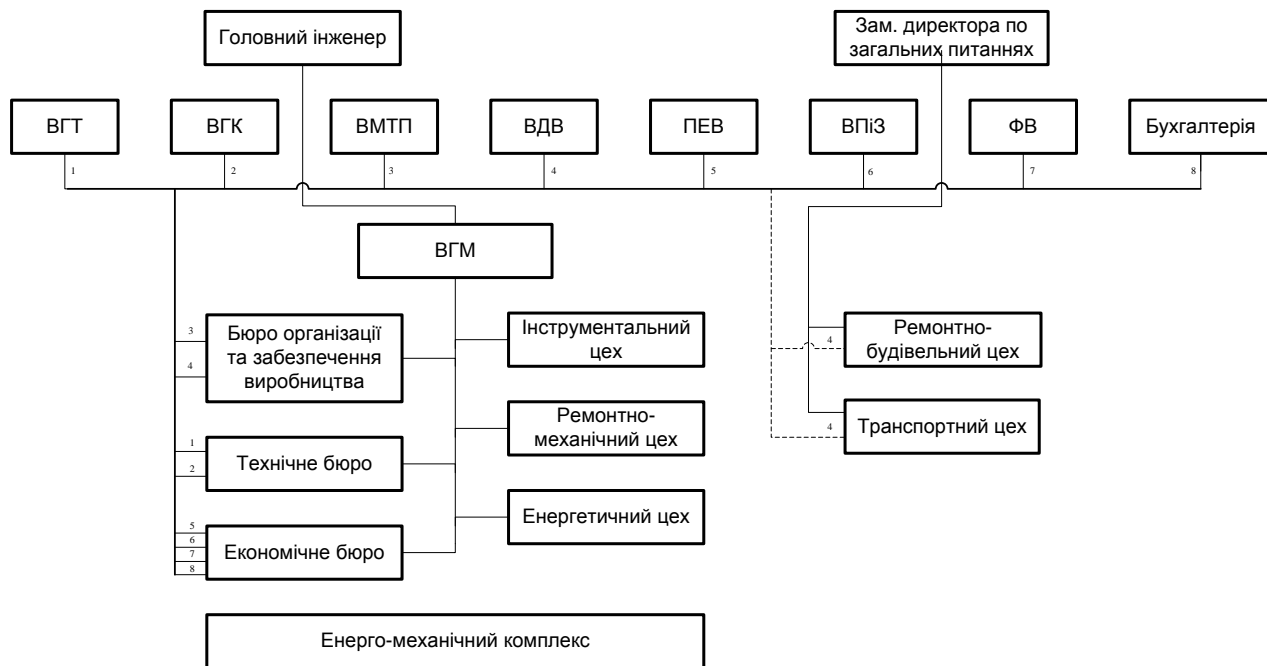 Головний інженер
Зам. директора по
загальних питаннях
ВГТ
ВГК
ВМТП
ВДВ
ПЕВ
ВПіЗ
ФВ
Бухгалтерія
1
2
3
4
5
6
7
8
ВГМ
3
4
Бюро організації
та забезпечення
виробництва
Інструментальний
цех
4
Ремонтно-
будівельний цех
Ремонтно-
механічний цех
4
Транспортний цех
1
2
Технічне бюро
Енергетичний цех
5
6
7
8
Економічне бюро
Енерго-механічний комплекс